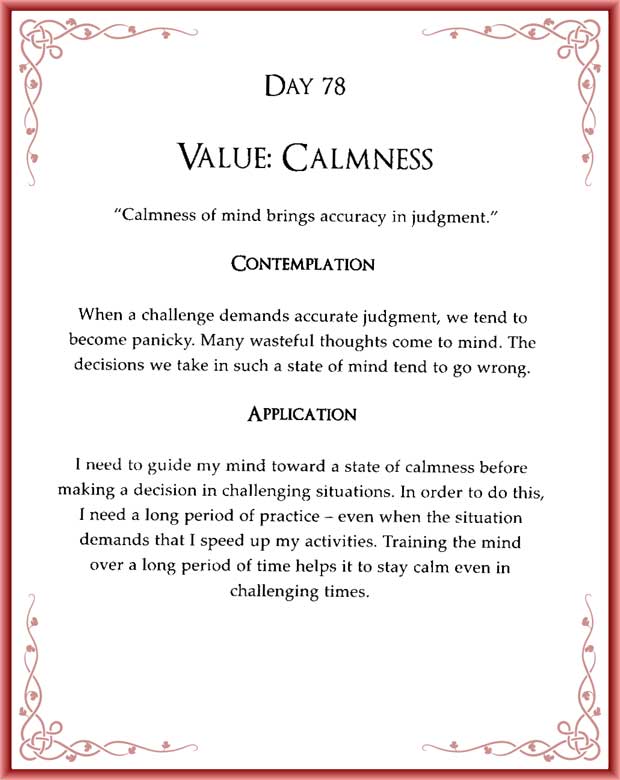 DAY 78
VALUE: CALMNESS
“Calmness of mind brings accuracy in judgment.”
CONTEMPLATION
When a challenge demands accurate judgment, we tend to
become panicky. Many wasteful thoughts come to mind. The
decisions we take in such a state of mind tend to go wrong.
APPLICATION
I need to guide my mind toward a state of calmness before
making a decision in challenging situations. In order to do this,
I need a long period of practice – even when the situation
demands that I speed up my activities. Training the mind
over a long period of time helps it to stay calm even in
challenging times.